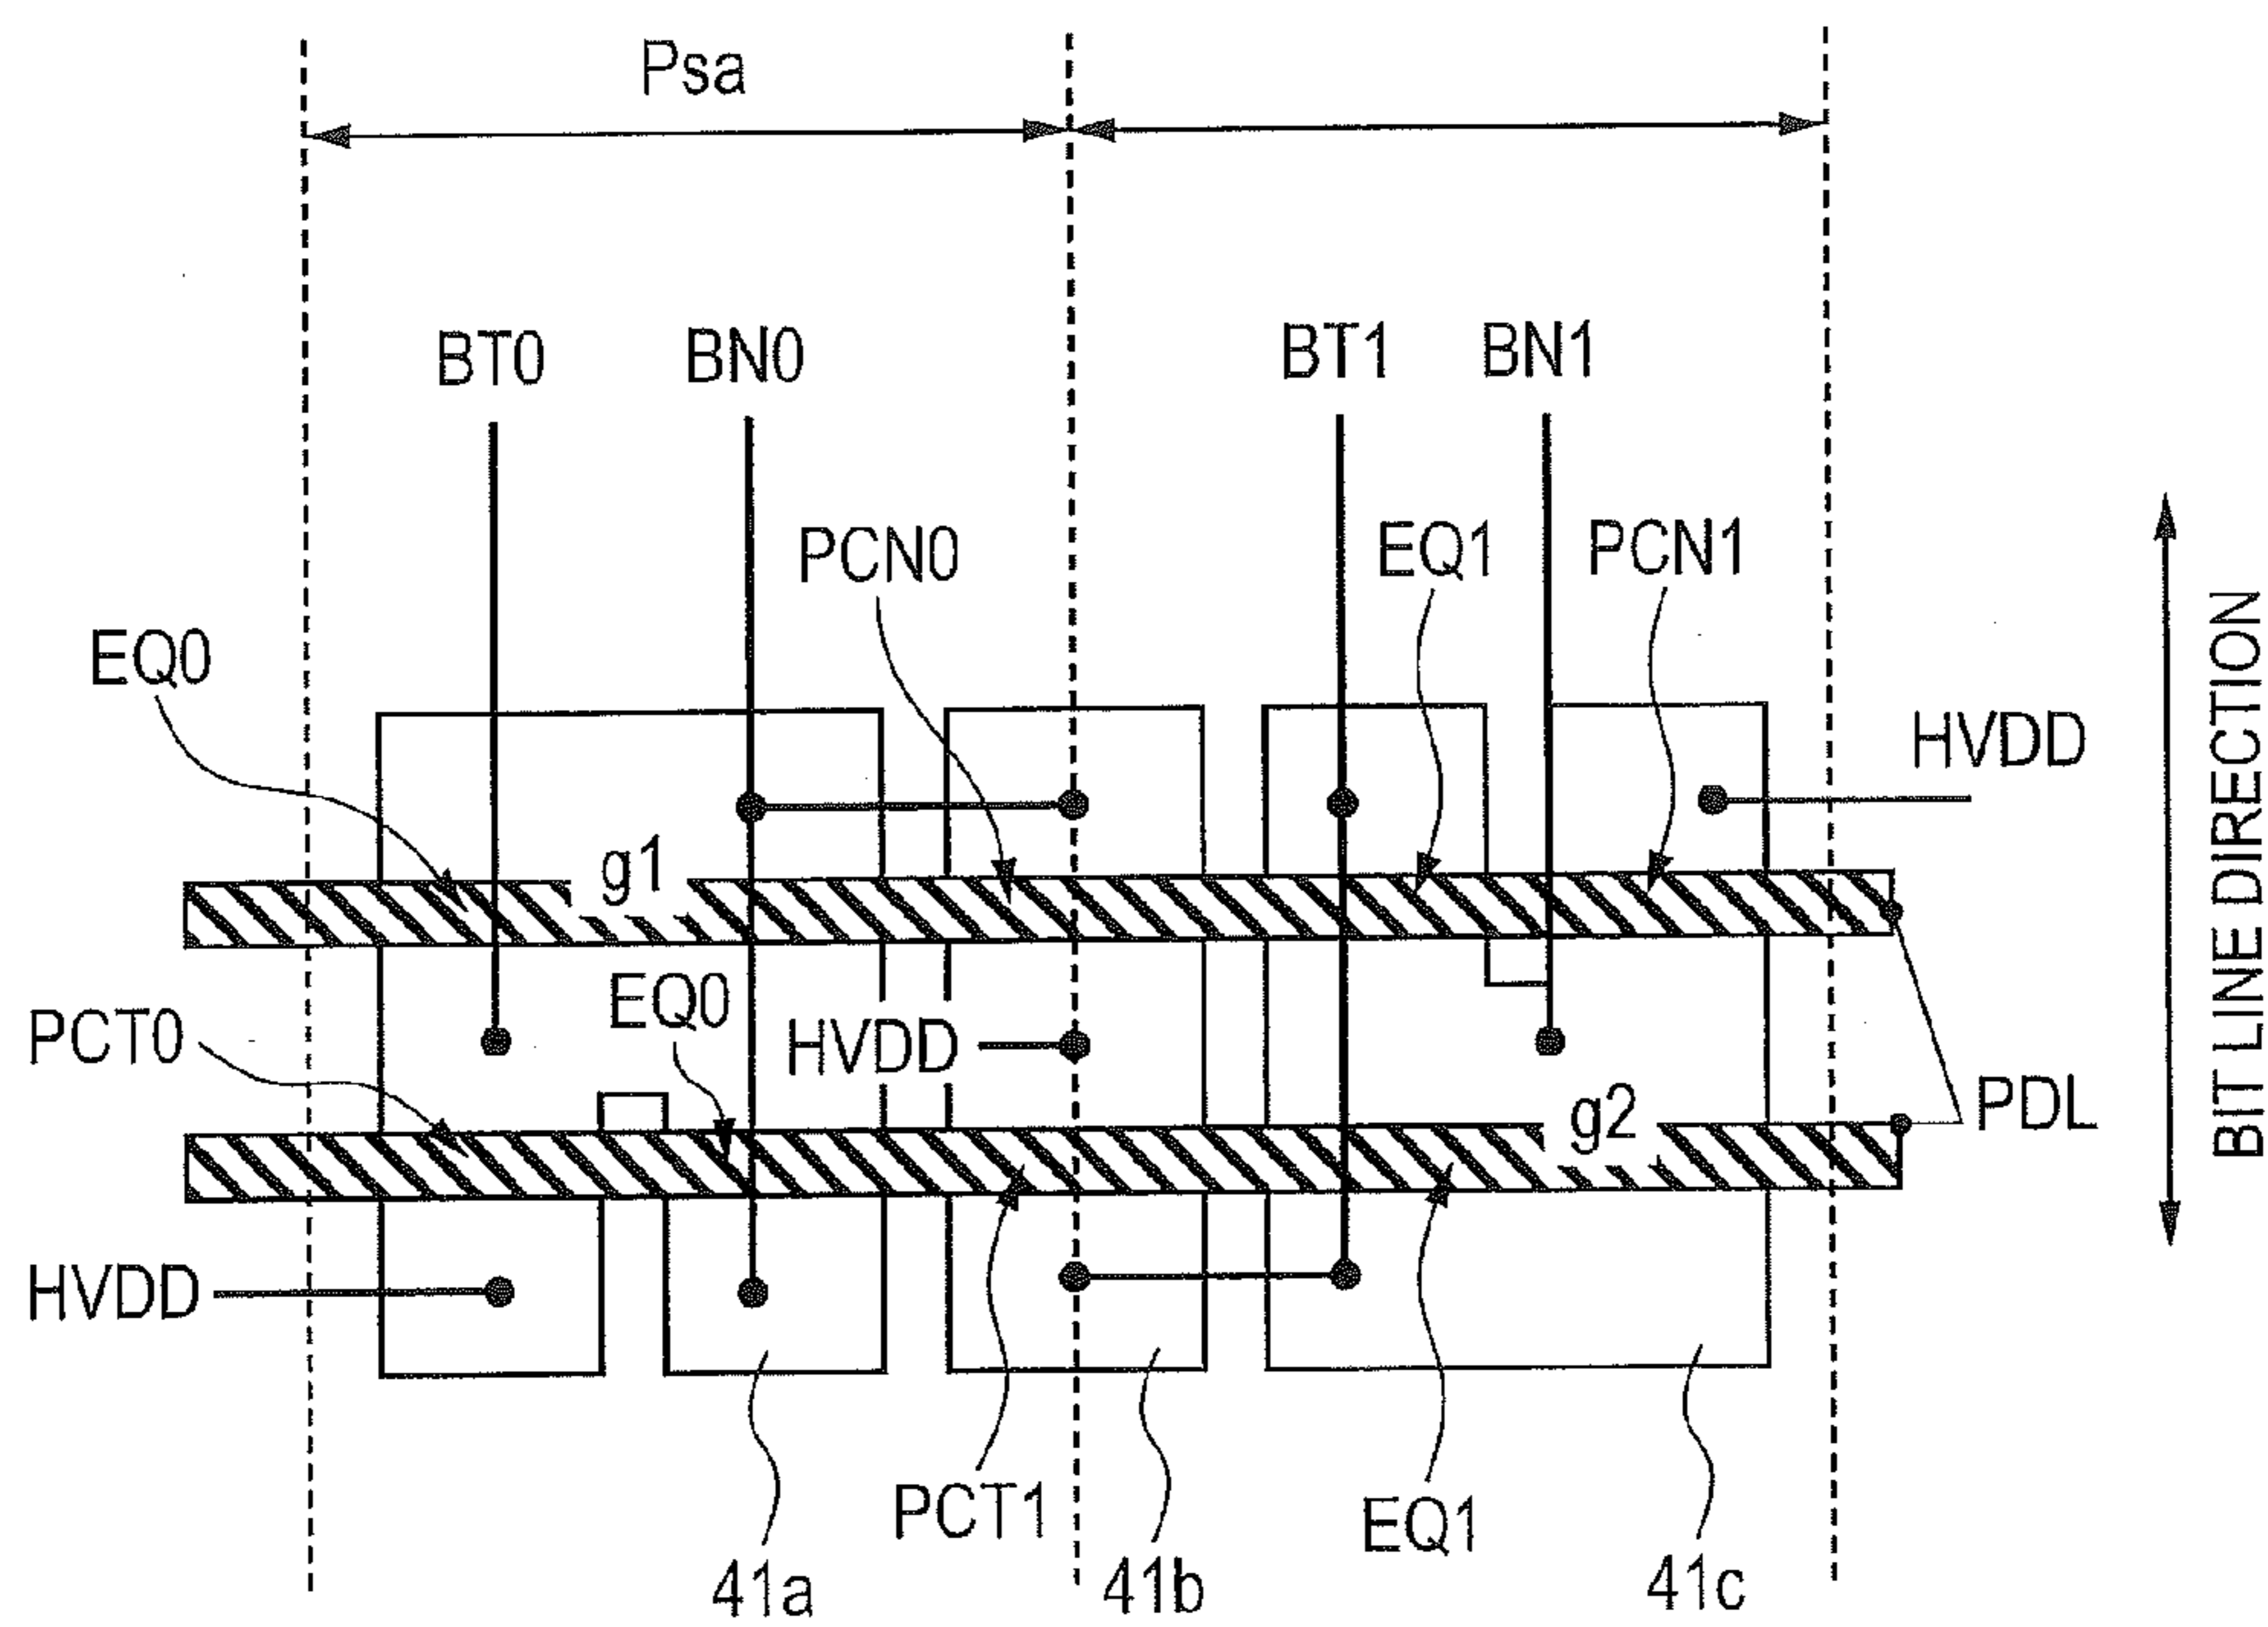 Psa
BT0
BN0
BT1
BN1
PCN0
EQ1
PCN1
EQ0
HVDD
g1
PCT0
EQ0
HVDD
g2
PDL
BIT LINE DIRECTION
HVDD
PCT1
EQ1
41a
41b
41c